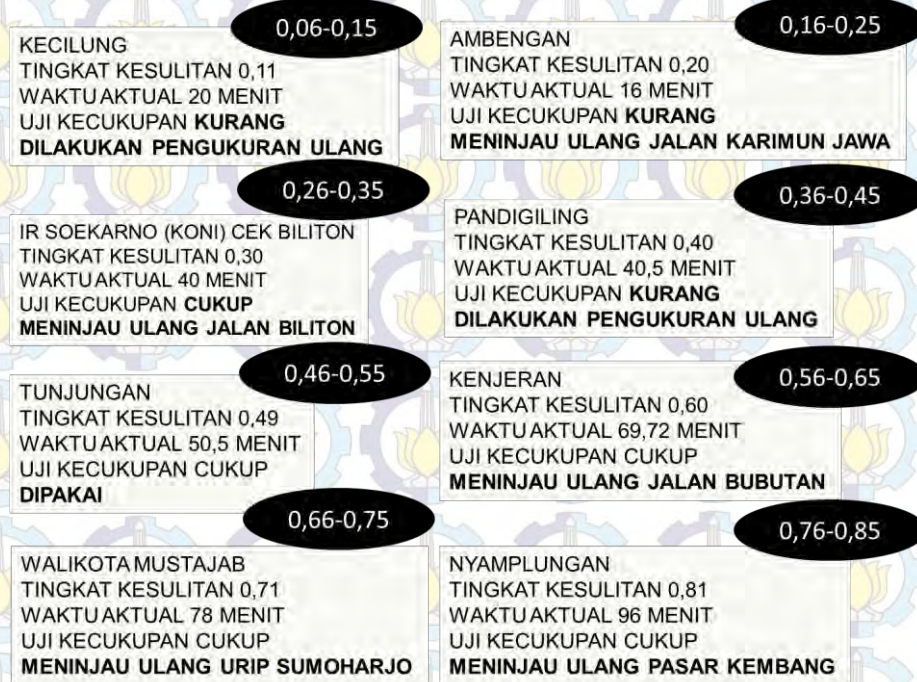 0,06-0,15
KECILUNG
TINGKAT KESULITAN 0,11
WAKTU AKTUAL 20 MENIT
UJI KECUKUPAN KURANG
DILAKUKAN PENGUKURAN ULANG
0,16-0,25
AMBENGAN
TINGKAT KESULITAN 0,20
WAKTU AKTUAL 16 MENIT
UJI KECUKUPAN KURANG
MENINJAU ULANG JALAN KARIMUN JAWA
0,26-0,35
IR SOEKARNO (KONI) CEK BILITON
TINGKAT KESULITAN 0,30
WAKTU AKTUAL 40 MENIT
UJI KECUKUPAN CUKUP
MENINJAU ULANG JALAN BILITON
0,36-0,45
PANDIGILING
TINGKAT KESULITAN 0,40
WAKTU AKTUAL 40,5 MENIT
UJI KECUKUPAN KURANG
DILAKUKAN PENGUKURAN ULANG
0,46-0,55
TUNJUNGAN
TINGKAT KESULITAN 0,49
WAKTU AKTUAL 50,5 MENIT
UJI KECUKUPAN CUKUP
DIPAKAI
0,56-0,65
KENJERAN
TINGKAT KESULITAN 0,60
WAKTU AKTUAL 69,72 MENIT
UJI KECUKUPAN CUKUP
MENINJAU ULANG JALAN BUBUTAN
0,66-0,75
WALIKOTA MUSTAJAB
TINGKAT KESULITAN 0,71
WAKTU AKTUAL 78 MENIT
UJI KECUKUPAN CUKUP
MENINJAU ULANG URIP SUMOHARJO
0,76-0,85
NYAMPLUNGAN
TINGKAT KESULITAN 0,81
WAKTU AKTUAL 96 MENIT
UJI KECUKUPAN CUKUP
MENINJAU ULANG PASAR KEMBANG